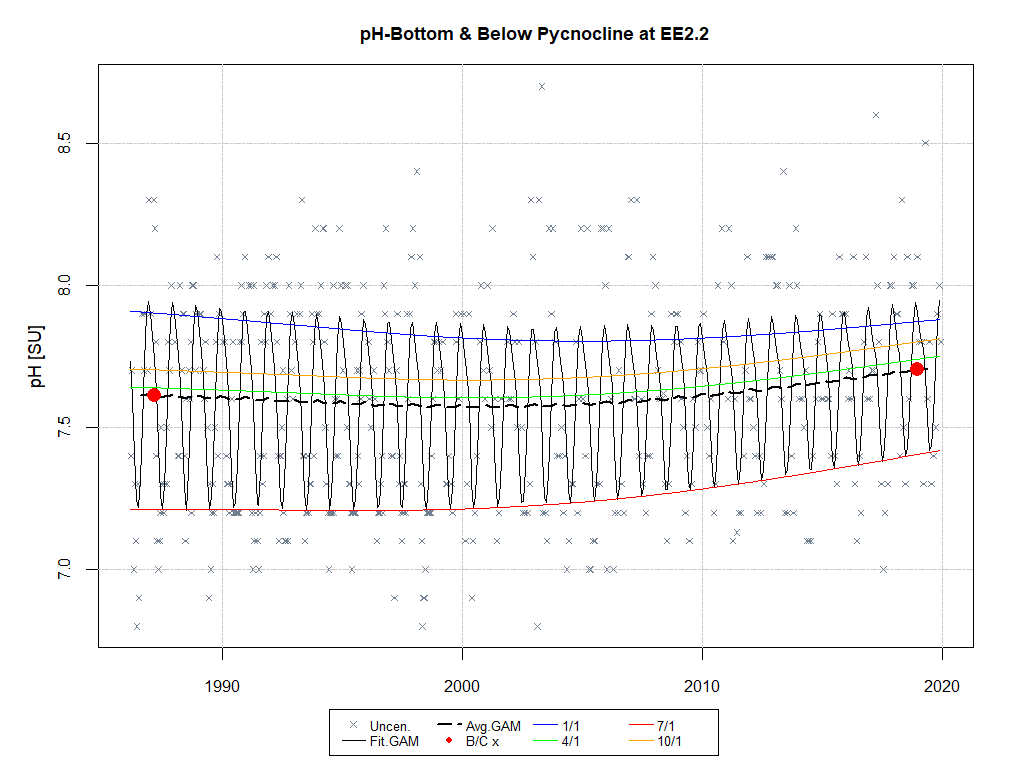 pH-Bottom & Below Pycnocline at EE2.2
pH [SU]
8.5
8.0
7.5
7.0
1990 2000 2010 2020
Uncen. Avg.GAM 1/1 7/1
Fit.GAM B/C x 4/1 10/1